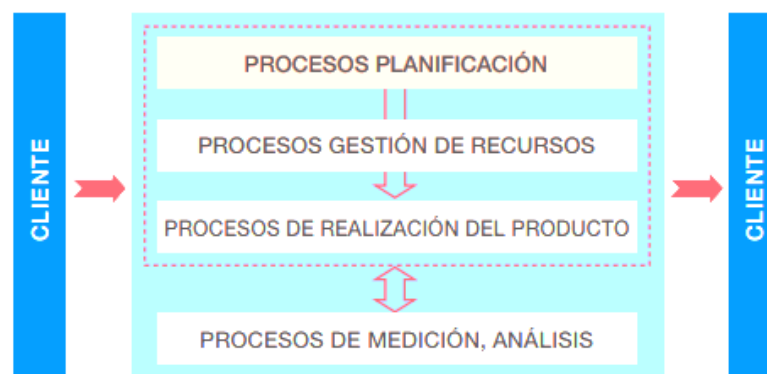 CLIENTE
PROCESOS PLANIFICACIÓN
PROCESOS GESTIÓN DE RECURSOS
PROCESOS DE REALIZACIÓN DEL PRODUCTO
PROCESOS DE MEDICIÓN, ANÁLISIS
CLIENTE